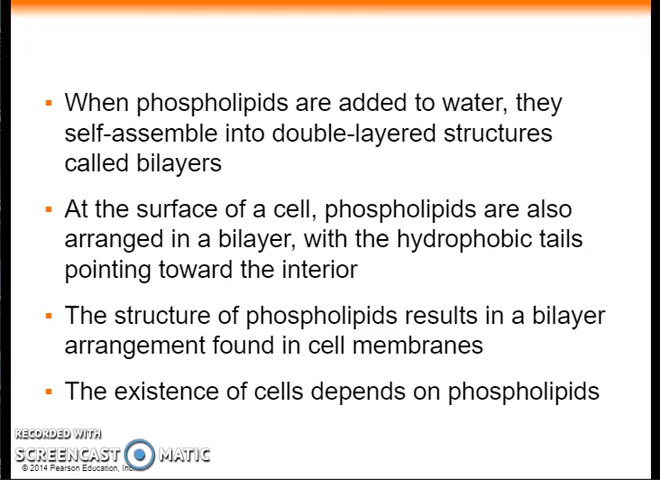 ▪ When phospholipids are added to water, they
self-assemble into double-layered structures
called bilayers
▪ At the surface of a cell, phospholipids are also
arranged in a bilayer, with the hydrophobic tails
pointing toward the interior
▪ The structure of phospholipids results in a bilayer
arrangement found in cell membranes
▪ The existence of cells depends on phospholipids
RECORDED WITH
SCREENCAST MATIC
© 2014 Pearson Education, Inc.